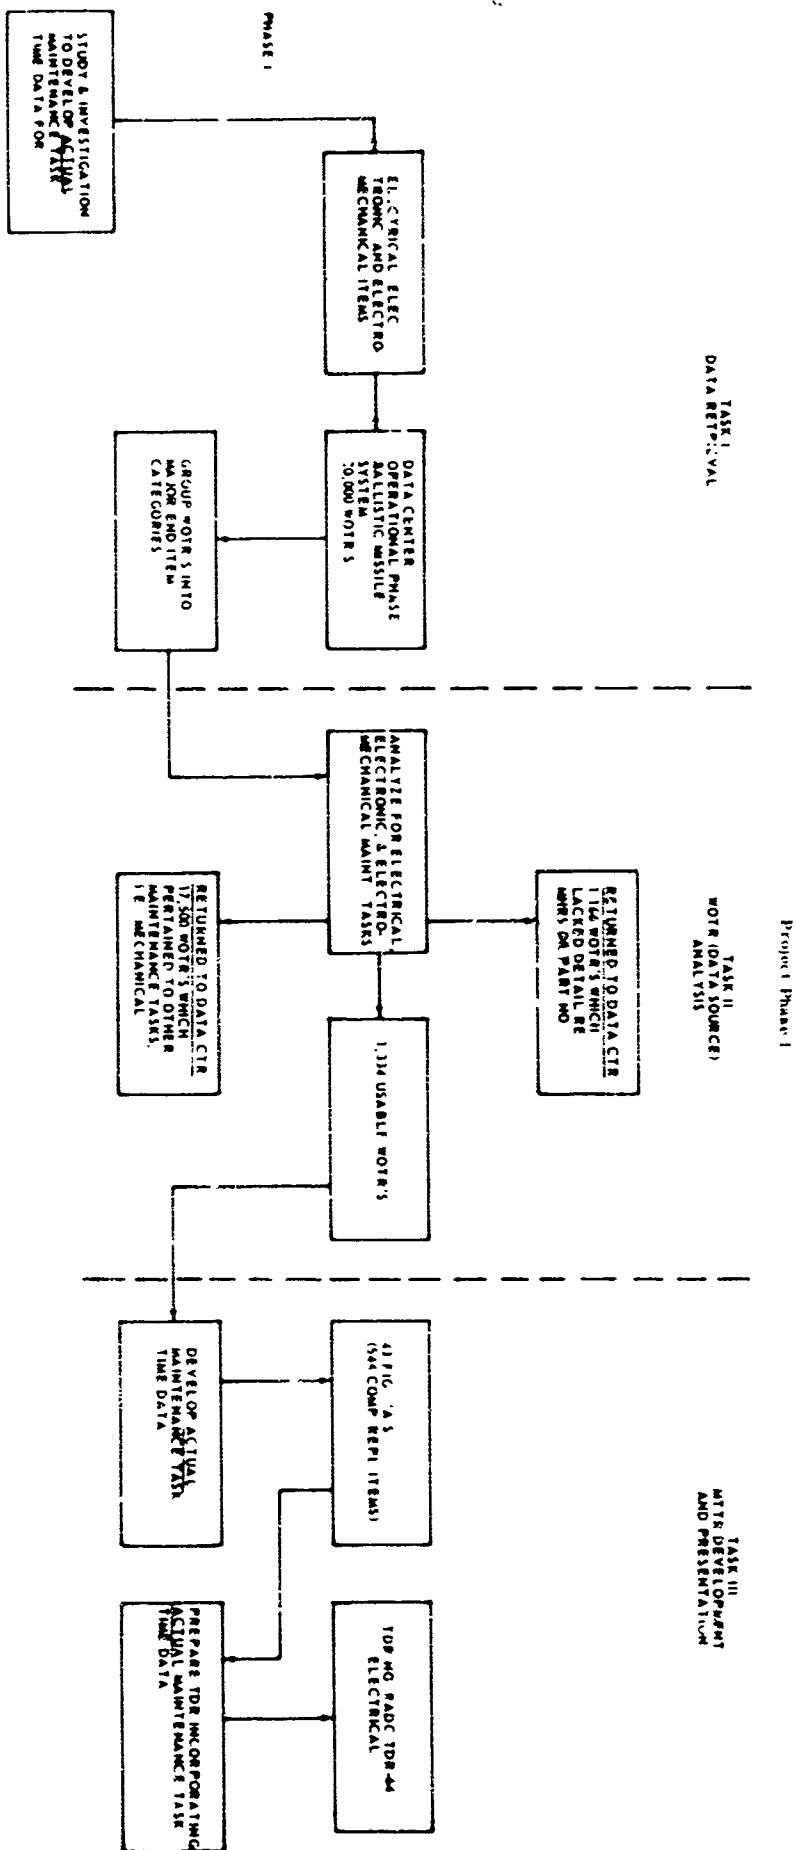 Project Phase I
TASK I
DATA RETRIEVAL
TASK II
WOTR (DATA SOURCE)
ANALYSIS
TASK III
MTTR DEVELOPMENT
AND PRESENTATION
PHASE I
STUDY & INVESTIGATION
TO DEVELOP ACTUAL
MAINTENANCE TASK
TIME DATA FOR
ELECTRICAL ELEC
TRONIC AND ELECTRO
MECHANICAL ITEMS
DATA CENTER
OPERATIONAL PHASE
BALLISTIC MISSILE
SYSTEM
20,000 WOTR'S
GROUP WOTR'S INTO
MAJOR END ITEM
CATEGORIES
RETURNED TO DATA CTR
1,166 WOTR'S WHICH
LACKED DETAIL RE
MHRS OR PART NO
ANALYZE FOR ELECTRICAL,
ELECTRONIC, & ELECTRO-
MECHANICAL MAINT TASKS
RETURNED TO DATA CTR
17,500 WOTR'S WHICH
PERTAINED TO OTHER
MAINTENANCE TASKS,
I.E. MECHANICAL
1,334 USABLE WOTR'S
DEVELOP ACTUAL
MAINTENANCE TASK
TIME DATA
FIG
(544 COMP REPL ITEMS)
PREPARE TDR INCORPORATING
ACTUAL MAINTENANCE TASK
TIME DATA
TDR NO RADC TDR-64
ELECTRICAL